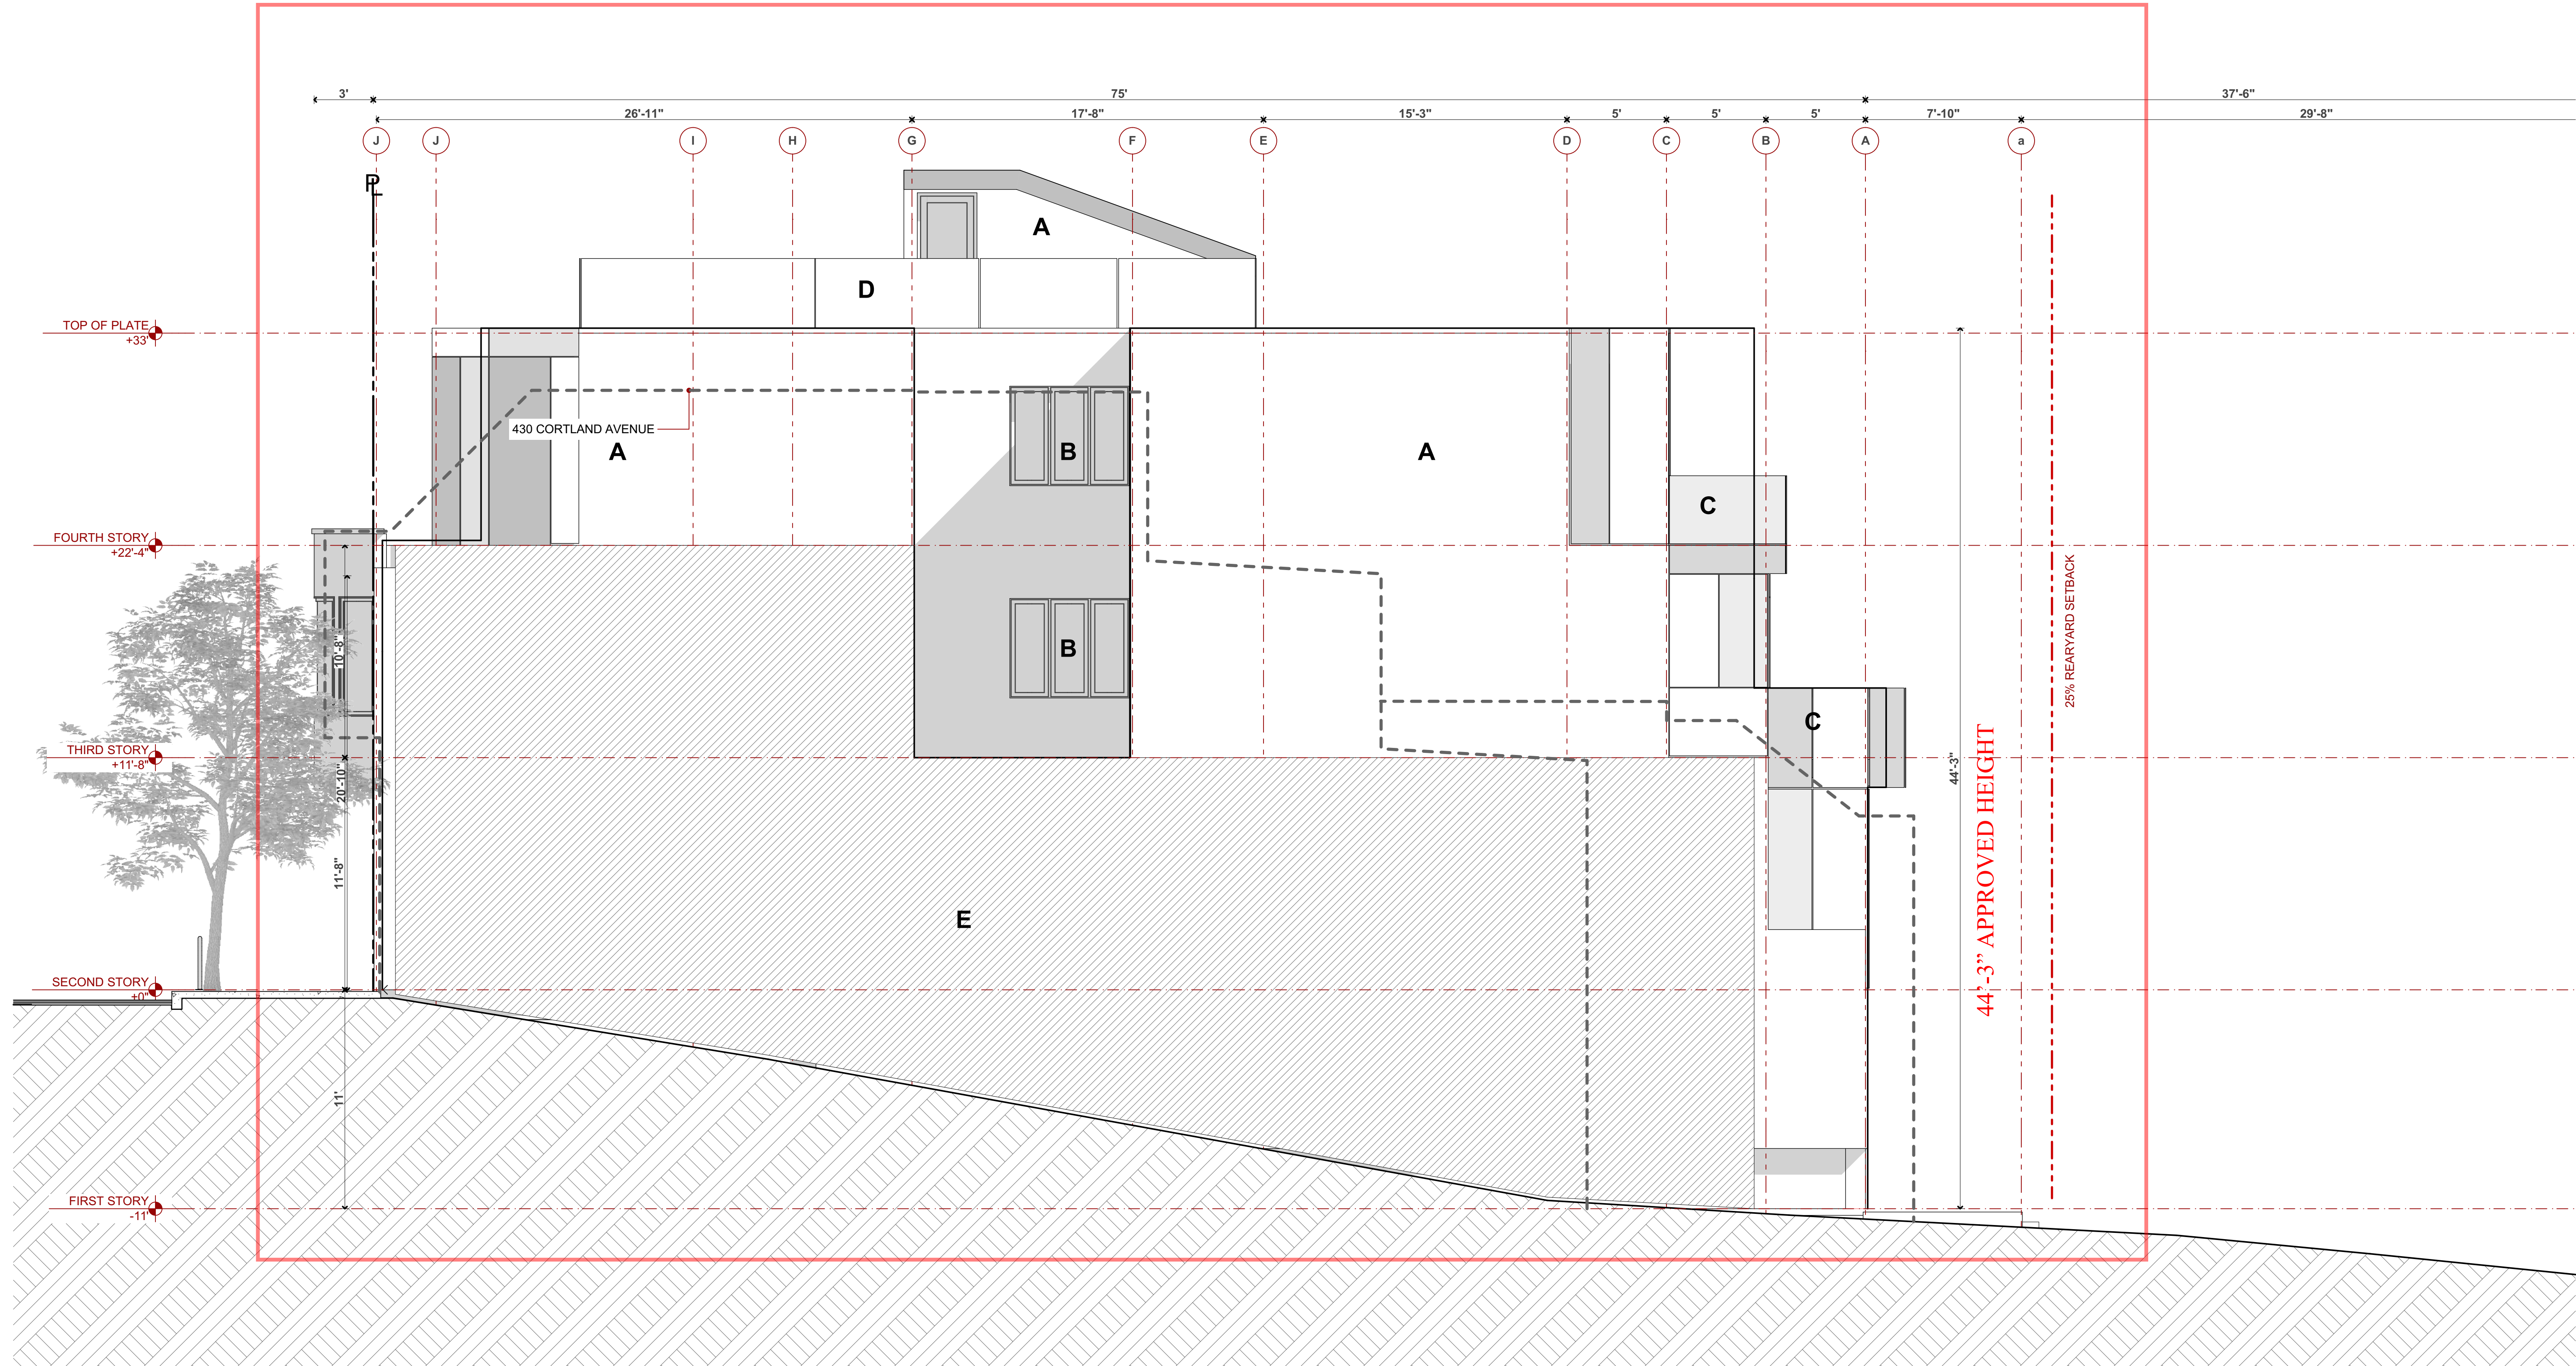 3'
75'
37'-6"
26'-11"
17'-8"
15'-3"
5'
5'
5'
7'-10"
29'-8"
J
J
I
H
G
F
E
D
C
B
A
a
PL
A
D
TOP OF PLATE
+33'
430 CORTLAND AVENUE
A
B
A
C
FOURTH STORY
+22'-4"
25% REARYARD SETBACK
10'-8"
B
C
THIRD STORY
+11'-8"
20'-10"
44'-3"
44'-3" APPROVED HEIGHT
11'-8"
E
SECOND STORY
+0"
11'
FIRST STORY
-11'